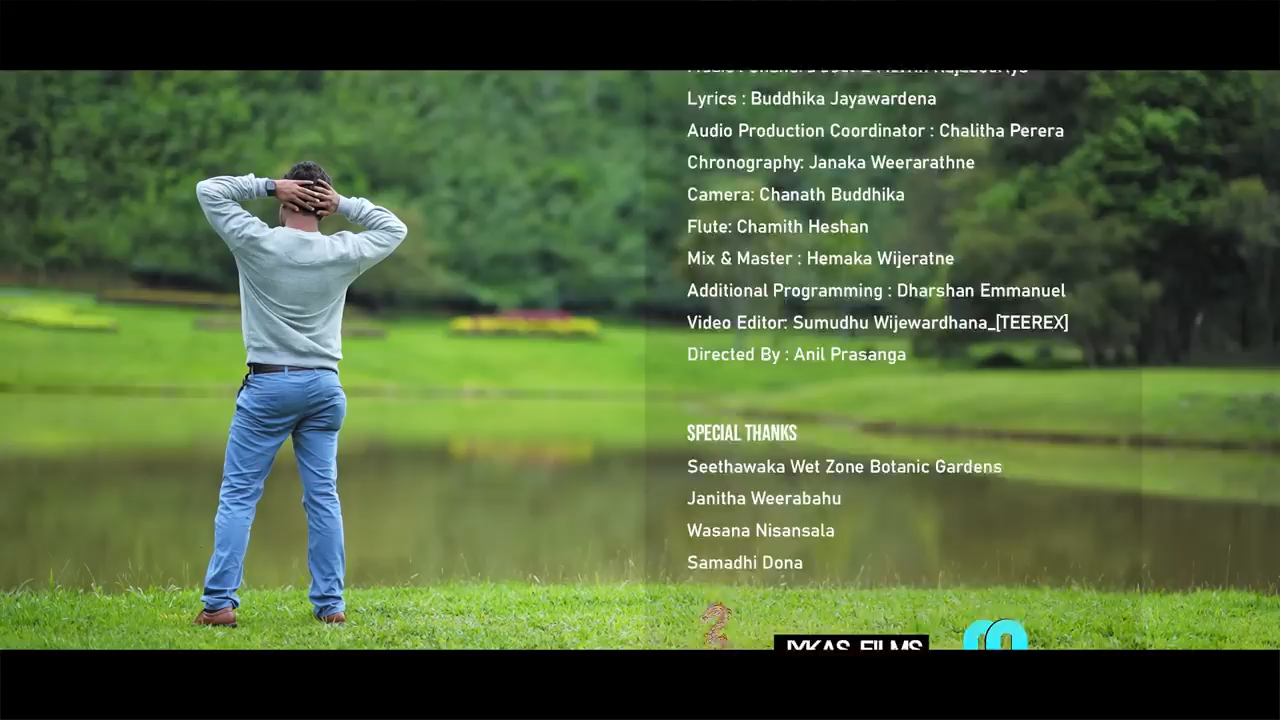 Lyrics : Buddhika Jayawardena
Audio Production Coordinator : Chalitha Perera
Chronography: Janaka Weerarathne
Camera: Chanath Buddhika
Flute: Chamith Heshan
Mix & Master : Hemaka Wijeratne
Additional Programming : Dharshan Emmanuel
Video Editor: Sumudhu Wijewardhana_[TEEREX]
Directed By : Anil Prasanga
SPECIAL THANKS
Seethawaka Wet Zone Botanic Gardens
Janitha Weerabahu
Wasana Nisansala
Samadhi Dona
FILMS